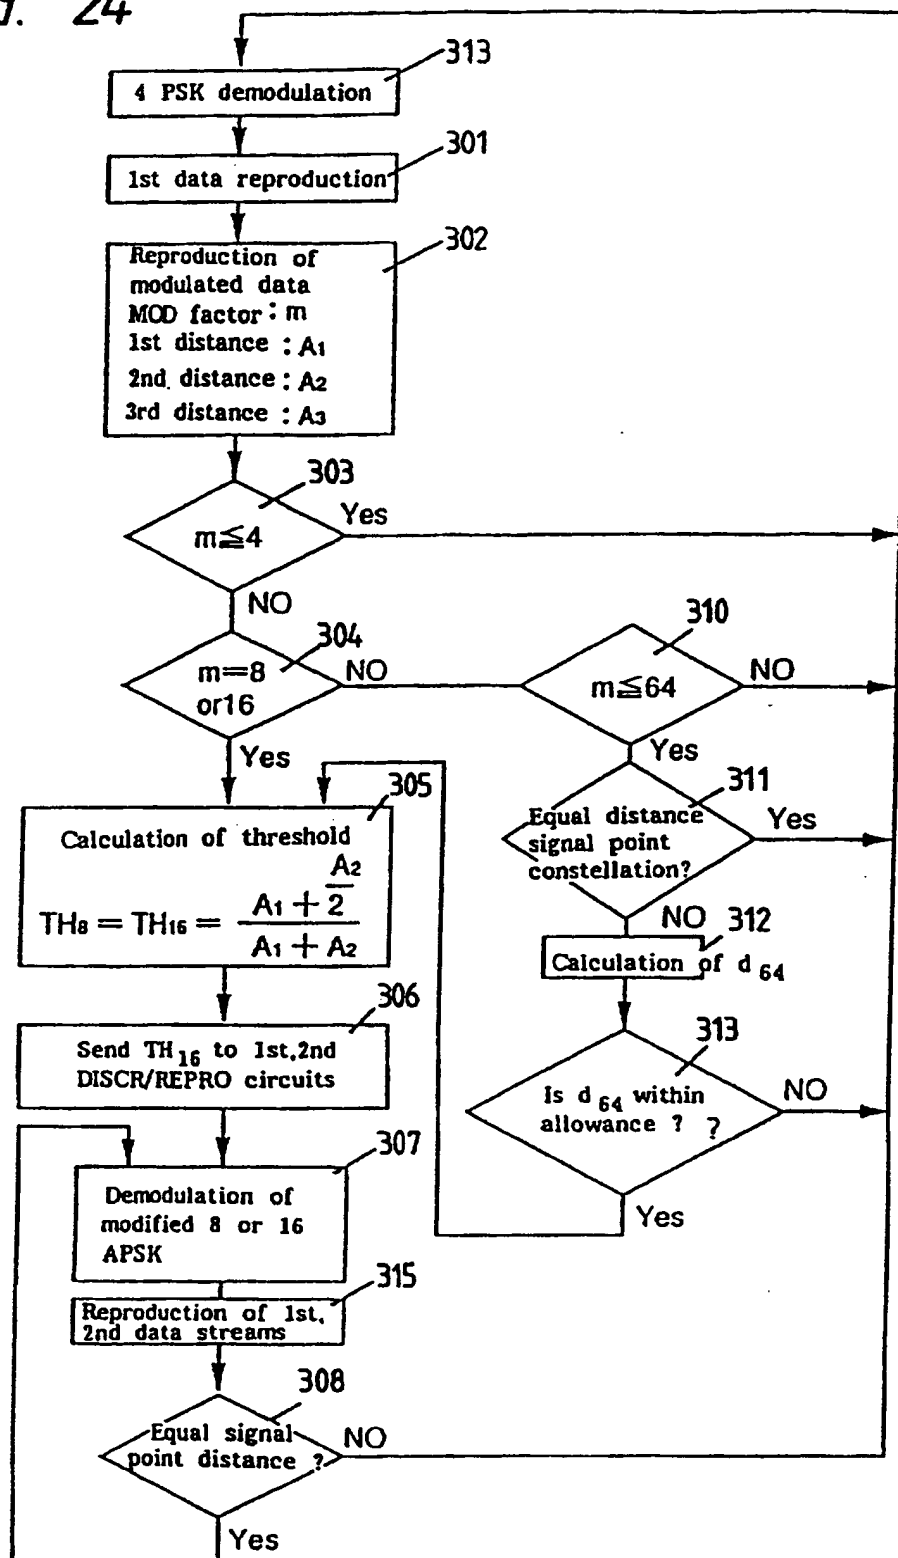 24
313
4 PSK demodulation
301
1st data reproduction
302
Reproduction of
modulated data
MOD factor : m
1st distance : A1
2nd. distance : A2
3rd distance : A3
303
m≦4
Yes
NO
304
m=8
or16
NO
Yes
310
m≦64
NO
Yes
311
Equal distance
signal point
constellation?
Yes
NO
312
Calculation of d 64
313
Is d 64 within
allowance ? ?
NO
Yes
305
Calculation of threshold
TH8 = TH16 = (A1 + A2/2) / (A1 + A2)
306
Send TH16 to 1st.2nd
DISCR/REPRO circuits
307
Demodulation of
modified 8 or 16
APSK
315
Reproduction of 1st.
2nd data streams
308
Equal signal
point distance ?
NO
Yes